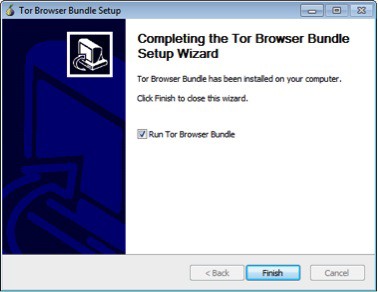 Tor Browser Bundle Setup
Completing the Tor Browser Bundle
Setup Wizard
Tor Browser Bundle has been installed on your computer.
Click Finish to close this wizard.
Run Tor Browser Bundle
< Back
Finish
Cancel